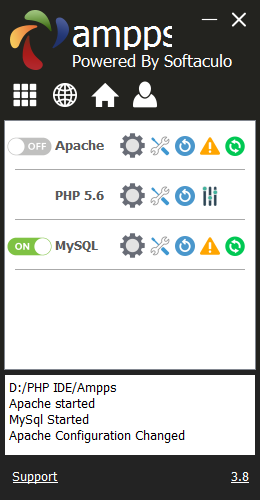 ampps
Powered By Softaculo
OFF Apache
PHP 5.6
ON MySQL
D:/PHP IDE/Ampps
Apache started
MySql Started
Apache Configuration Changed
Support 3.8